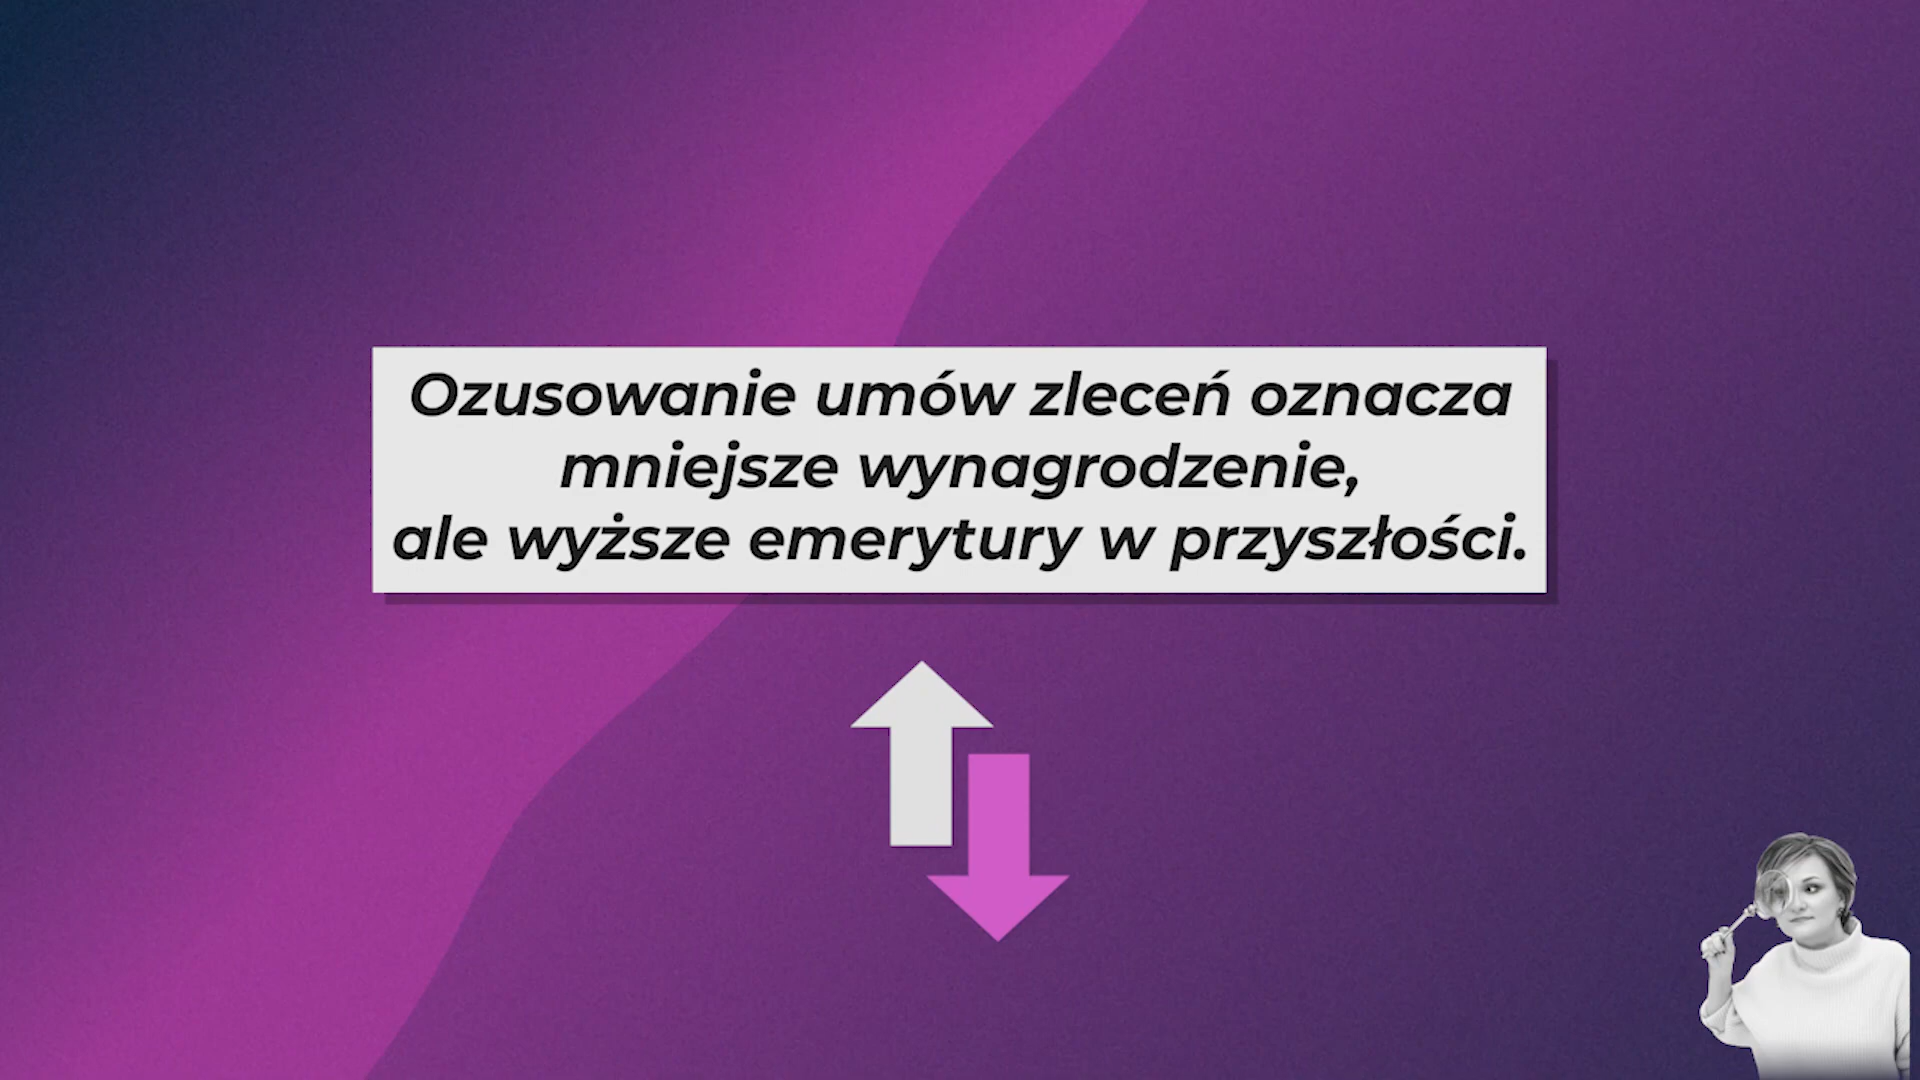 Ozusowanie umów zleceń oznacza
mniejsze wynagrodzenie,
ale wyższe emerytury w przyszłości.